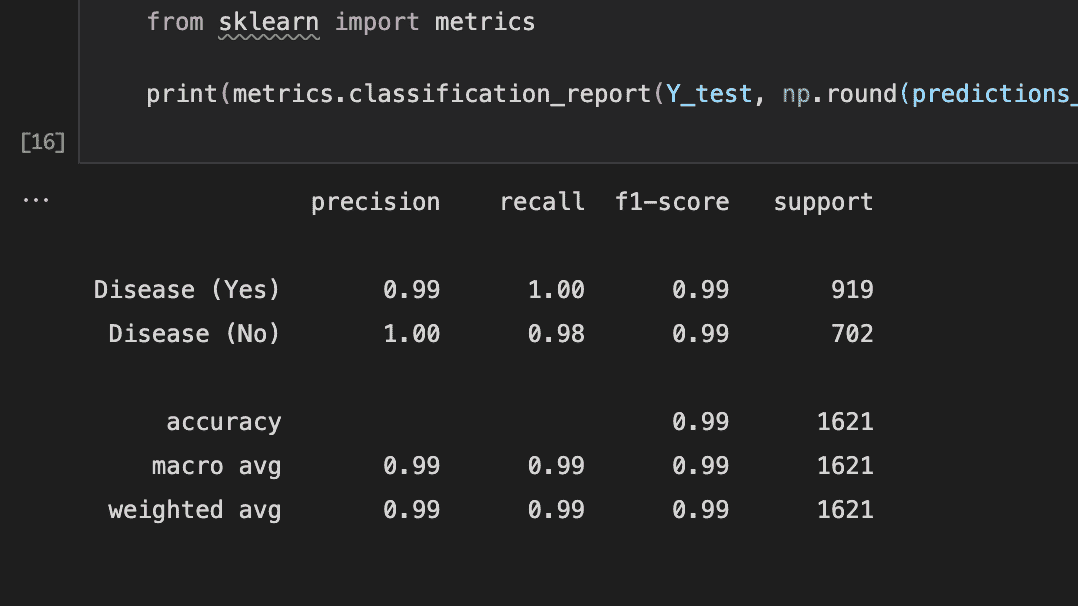 from sklearn import metrics
print(metrics.classification_report(Y_test, np.round(predictions_
[16]
...
precision recall f1-score support
Disease (Yes) 0.99 1.00 0.99 919
Disease (No) 1.00 0.98 0.99 702
accuracy 0.99 1621
macro avg 0.99 0.99 0.99 1621
weighted avg 0.99 0.99 0.99 1621